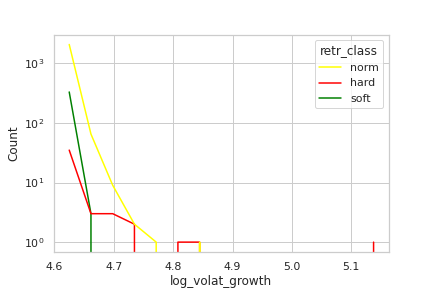 retr_class
norm
hard
soft
10³
10²
10¹
10⁰
Count
4.6 4.7 4.8 4.9 5.0 5.1
log_volat_growth